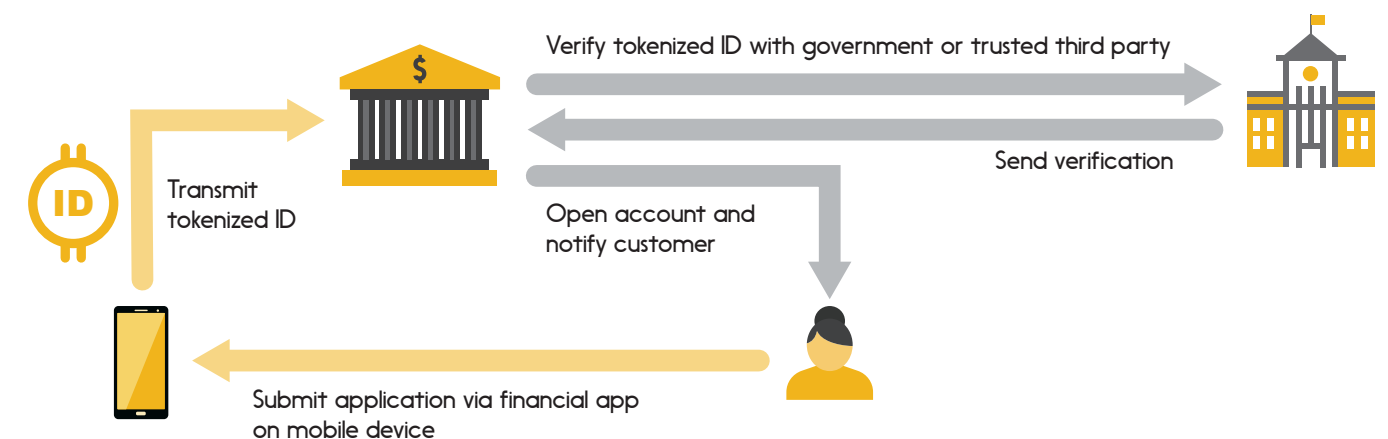 Verify tokenized ID with government or trusted third party
$
ID
Transmit
tokenized ID
Send verification
Open account and
notify customer
Submit application via financial app
on mobile device